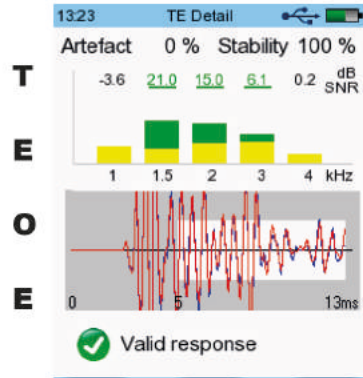 13:23 TE Detail
Artefact 0 % Stability 100 %
T
-3.6 21.0 15.0 6.1 0.2 dB SNR
E
1 1.5 2 3 4 kHz
O
E
0 5 13ms
Valid response